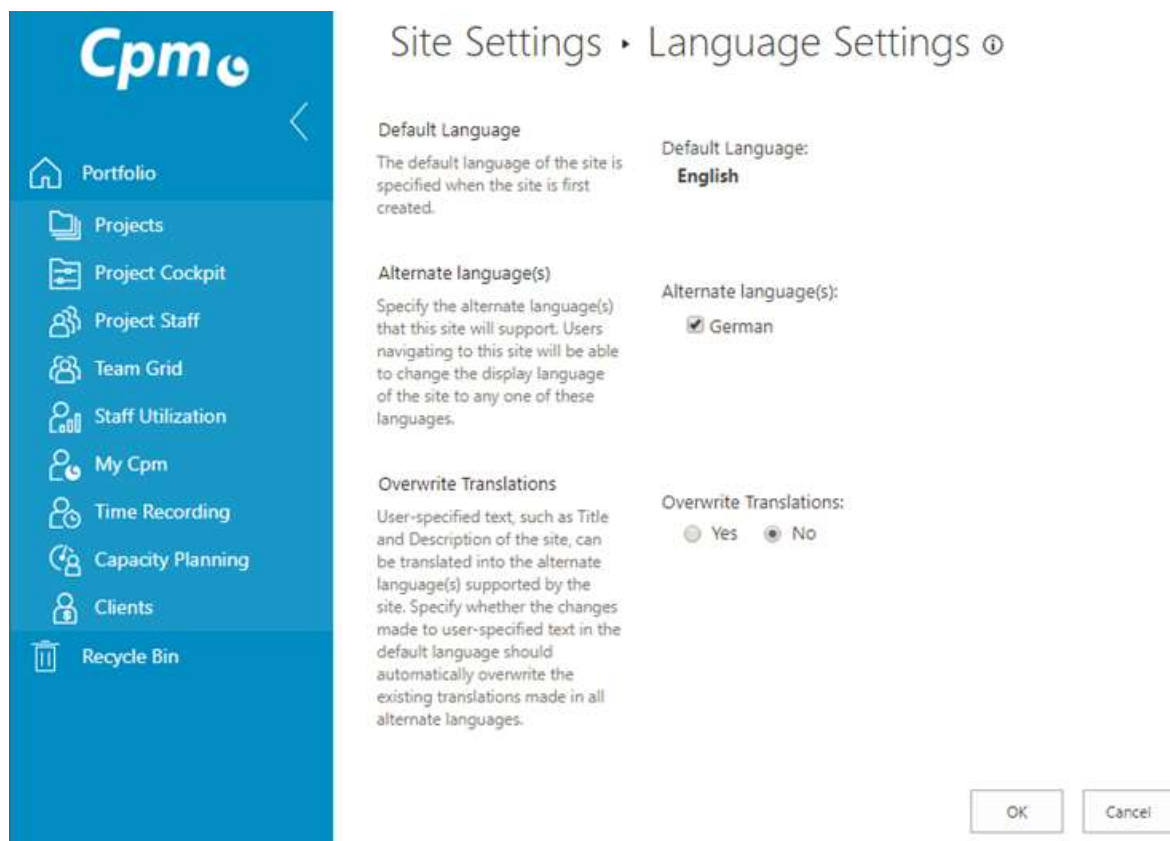 Cpm
Portfolio
Projects
Project Cockpit
Project Staff
Team Grid
Staff Utilization
My Cpm
Time Recording
Capacity Planning
Clients
Recycle Bin
Site Settings ▸ Language Settings
Default Language
The default language of the site is
specified when the site is first
created.
Default Language:
English
Alternate language(s)
Specify the alternate language(s)
that this site will support. Users
navigating to this site will be able
to change the display language
of the site to any one of these
languages.
Alternate language(s):
German
Overwrite Translations
User-specified text, such as Title
and Description of the site, can
be translated into the alternate
language(s) supported by the
site. Specify whether the changes
made to user-specified text in the
default language should
automatically overwrite the
existing translations made in all
alternate languages.
Overwrite Translations:
Yes No
OK Cancel